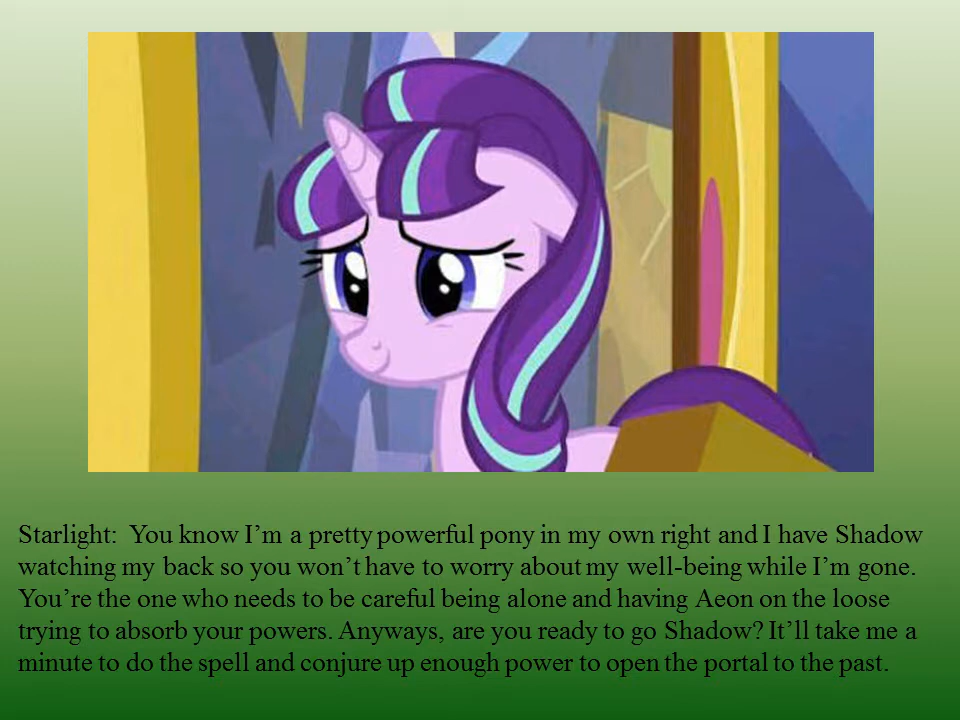 Starlight:  You know I’m a pretty powerful pony in my own right and I have Shadow
watching my back so you won’t have to worry about my well-being while I’m gone.
You’re the one who needs to be careful being alone and having Aeon on the loose
trying to absorb your powers. Anyways, are you ready to go Shadow? It’ll take me a
minute to do the spell and conjure up enough power to open the portal to the past.